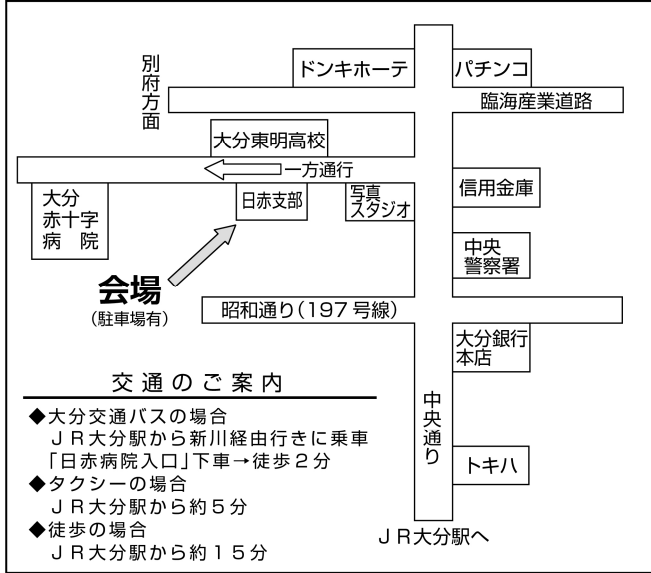 ドンキホーテ
パチンコ
別府方面
臨海産業道路
大分東明高校
一方通行
大分
赤十字
病院
日赤支部
写真
スタジオ
信用金庫
中央
警察署
会場
(駐車場有)
昭和通り(197号線)
大分銀行
本店
中央通り
トキハ
JR大分駅へ
交通のご案内
◆大分交通バスの場合
JR大分駅から新川経由行きに乗車
「日赤病院入口」下車→徒歩2分
◆タクシーの場合
JR大分駅から約5分
◆徒歩の場合
JR大分駅から約15分